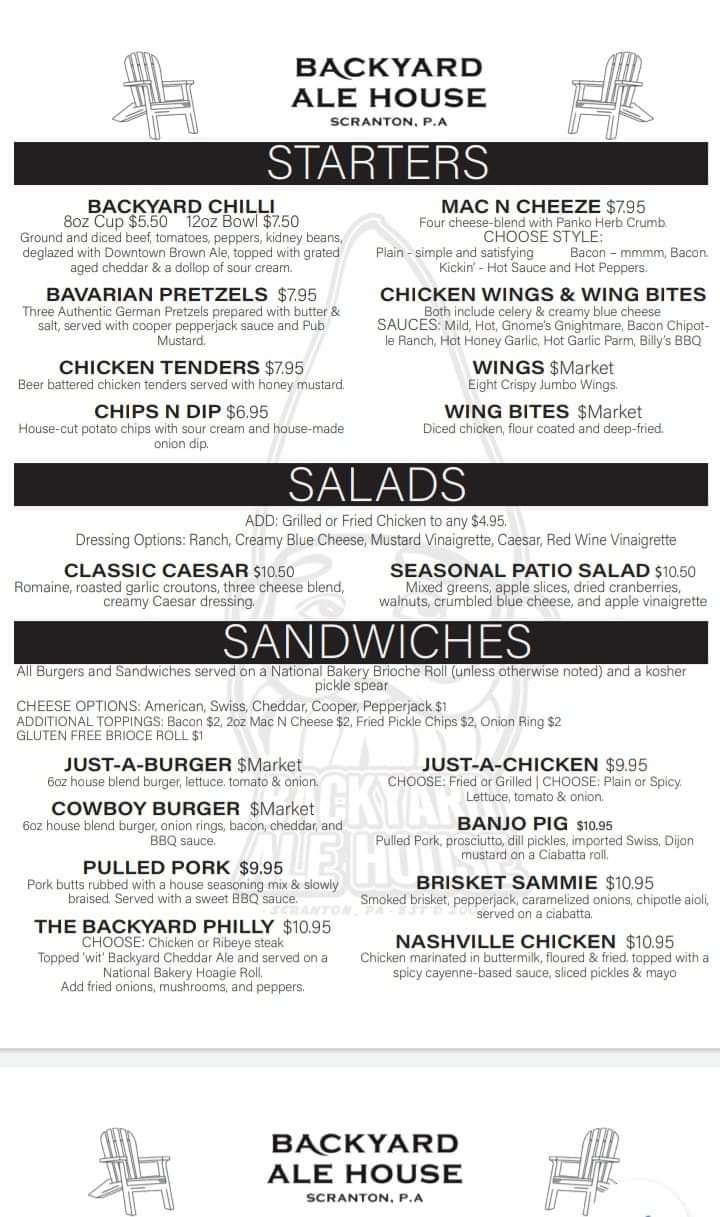 BACKYARD
ALE HOUSE
SCRANTON, P.A
STARTERS
BACKYARD CHILLI
8oz Cup $5.50 12oz Bowl $7.50
Ground and diced beef, tomatoes, peppers, kidney beans,
deglazed with Downtown Brown Ale, topped with grated
aged cheddar & a dollop of sour cream.
BAVARIAN PRETZELS $7.95
Three Authentic German Pretzels prepared with butter &
salt, served with cooper pepperjack sauce and Pub
Mustard.
CHICKEN TENDERS $7.95
Beer battered chicken tenders served with honey mustard.
CHIPS N DIP $6.95
House-cut potato chips with sour cream and house-made
onion dip.
MAC N CHEEZE $7.95
Four cheese-blend with Panko Herb Crumb.
CHOOSE STYLE:
Plain - simple and satisfying Bacon – mmmm, Bacon.
Kickin' - Hot Sauce and Hot Peppers.
CHICKEN WINGS & WING BITES
Both include celery & creamy blue cheese
SAUCES: Mild, Hot, Gnome's Gnightmare, Bacon Chipot-
le Ranch, Hot Honey Garlic, Hot Garlic Parm, Billy's BBQ
WINGS $Market
Eight Crispy Jumbo Wings.
WING BITES $Market
Diced chicken, flour coated and deep-fried.
SALADS
ADD: Grilled or Fried Chicken to any $4.95.
Dressing Options: Ranch, Creamy Blue Cheese, Mustard Vinaigrette, Caesar, Red Wine Vinaigrette
CLASSIC CAESAR $10.50
Romaine, roasted garlic croutons, three cheese blend,
creamy Caesar dressing.
SEASONAL PATIO SALAD $10.50
Mixed greens, apple slices, dried cranberries,
walnuts, crumbled blue cheese, and apple vinaigrette
SANDWICHES
All Burgers and Sandwiches served on a National Bakery Brioche Roll (unless otherwise noted) and a kosher
pickle spear
CHEESE OPTIONS: American, Swiss, Cheddar, Cooper, Pepperjack $1
ADDITIONAL TOPPINGS: Bacon $2, 2oz Mac N Cheese $2, Fried Pickle Chips $2, Onion Ring $2
GLUTEN FREE BRIOCE ROLL $1
JUST-A-BURGER $Market
6oz house blend burger, lettuce. tomato & onion.
COWBOY BURGER $Market
6oz house blend burger, onion rings, bacon, cheddar, and
BBQ sauce.
PULLED PORK $9.95
Pork butts rubbed with a house seasoning mix & slowly
braised. Served with a sweet BBQ sauce.
THE BACKYARD PHILLY $10.95
CHOOSE: Chicken or Ribeye steak
Topped 'wit' Backyard Cheddar Ale and served on a
National Bakery Hoagie Roll.
Add fried onions, mushrooms, and peppers.
JUST-A-CHICKEN $9.95
CHOOSE: Fried or Grilled | CHOOSE: Plain or Spicy.
Lettuce, tomato & onion.
BANJO PIG $10.95
Pulled Pork, prosciutto, dill pickles, imported Swiss, Dijon
mustard on a Ciabatta roll.
BRISKET SAMMIE $10.95
Smoked brisket, pepperjack, caramelized onions, chipotle aioli,
served on a ciabatta.
NASHVILLE CHICKEN $10.95
Chicken marinated in buttermilk, floured & fried. topped with a
spicy cayenne-based sauce, sliced pickles & mayo
BACKYARD
ALE HOUSE
SCRANTON, PA - EST
BACKYARD
ALE HOUSE
SCRANTON, P.A